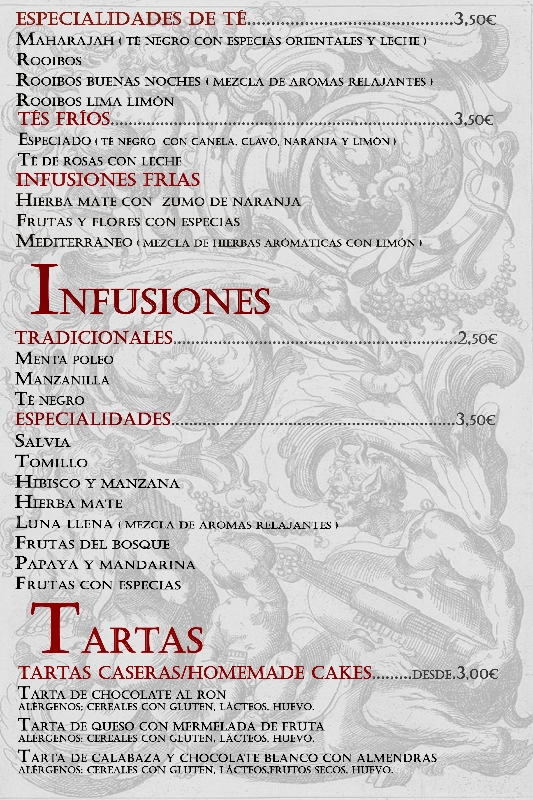 ESPECIALIDADES DE TÉ..................................................3,50€
MAHARAJAH ( TÉ NEGRO CON ESPECIAS ORIENTALES Y LECHE )
ROOIBOS
ROOIBOS BUENAS NOCHES ( MEZCLA DE AROMAS RELAJANTES )
ROOIBOS LIMA LIMÓN
TÉS FRÍOS..................................................3,50€
ESPECIADO ( TÉ NEGRO CON CANELA, CLAVO, NARANJA Y LIMÓN )
TÉ DE ROSAS CON LECHE
INFUSIONES FRIAS
HIERBA MATE CON ZUMO DE NARANJA
FRUTAS Y FLORES CON ESPECIAS
MEDITERRÁNEO ( MEZCLA DE HIERBAS AROMÁTICAS CON LIMÓN )
INFUSIONES
TRADICIONALES..................................................2,50€
MENTA POLEO
MANZANILLA
TÉ NEGRO
ESPECIALIDADES..................................................3,50€
SALVIA
TOMILLO
HIBISCO Y MANZANA
HIERBA MATE
LUNA LLENA ( MEZCLA DE AROMAS RELAJANTES )
FRUTAS DEL BOSQUE
PAPAYA Y MANDARINA
FRUTAS CON ESPECIAS
TARTAS
TARTAS CASERAS/HOMEMADE CAKES.........DESDE.3,00€
TARTA DE CHOCOLATE AL RON
ALÉRGENOS: CEREALES CON GLUTEN, LÁCTEOS, HUEVO.
TARTA DE QUESO CON MERMELADA DE FRUTA
ALÉRGENOS: CEREALES CON GLUTEN, LÁCTEOS, HUEVO.
TARTA DE CALABAZA Y CHOCOLATE BLANCO CON ALMENDRAS
ALÉRGENOS: CEREALES CON GLUTEN, LÁCTEOS,FRUTOS SECOS, HUEVO.